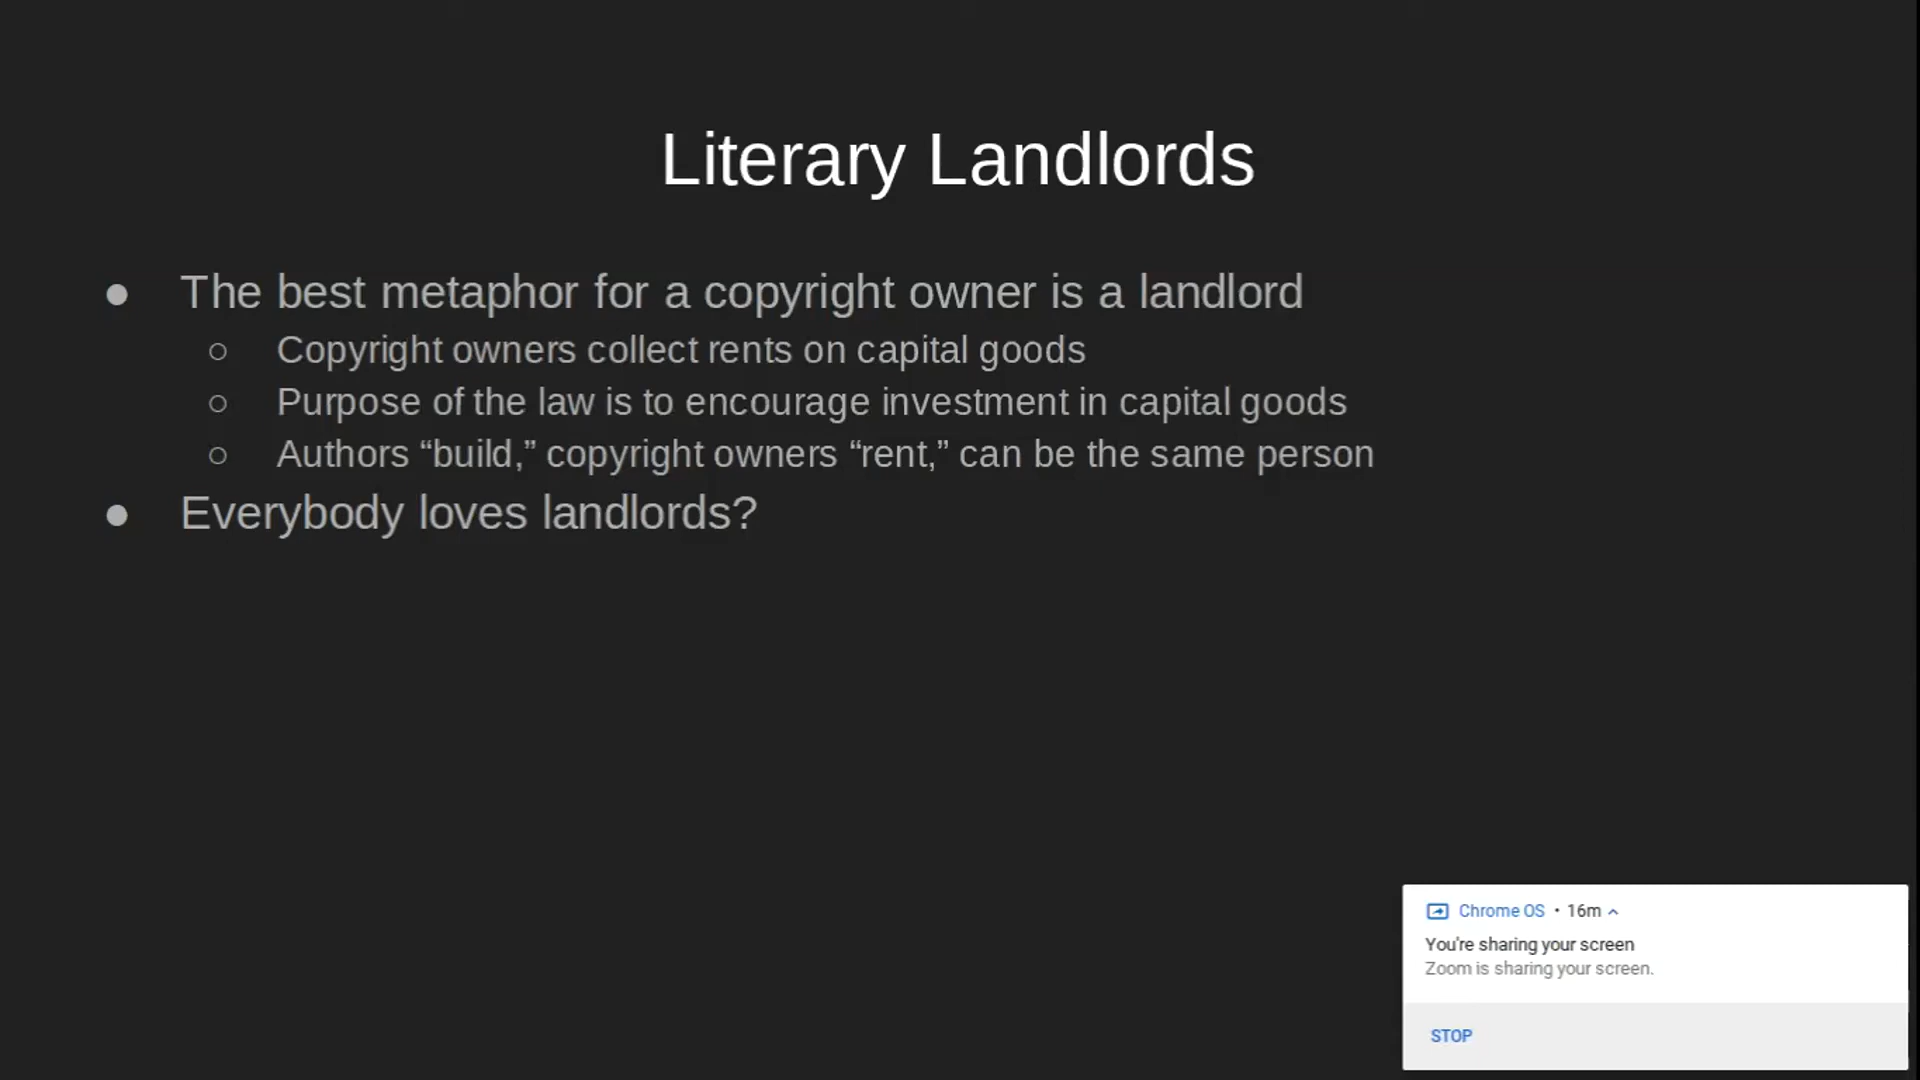 Literary Landlords
● The best metaphor for a copyright owner is a landlord
○ Copyright owners collect rents on capital goods
○ Purpose of the law is to encourage investment in capital goods
○ Authors “build,” copyright owners “rent,” can be the same person
● Everybody loves landlords?
Chrome OS · 16m
You're sharing your screen
Zoom is sharing your screen.
STOP